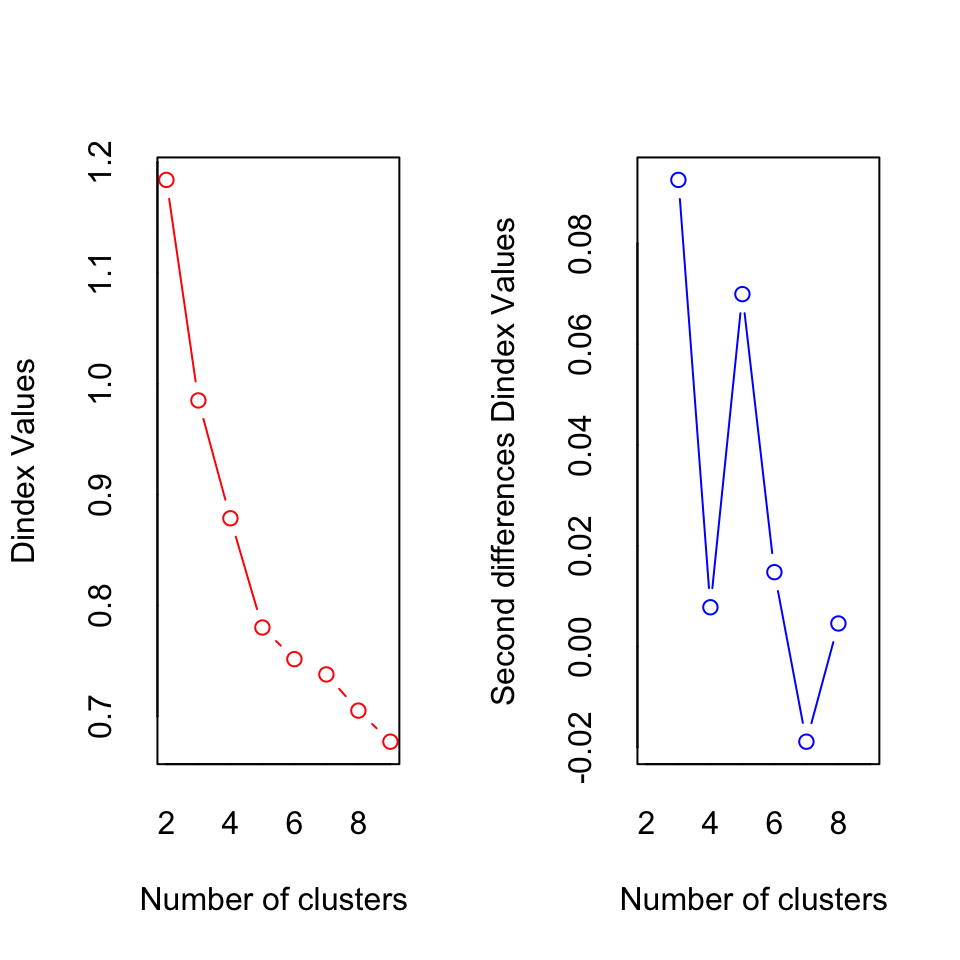 Dindex Values
1.2
1.1
1.0
0.9
0.8
0.7
2 4 6 8
Number of clusters
Second differences Dindex Values
0.08
0.06
0.04
0.02
0.00
-0.02
2 4 6 8
Number of clusters